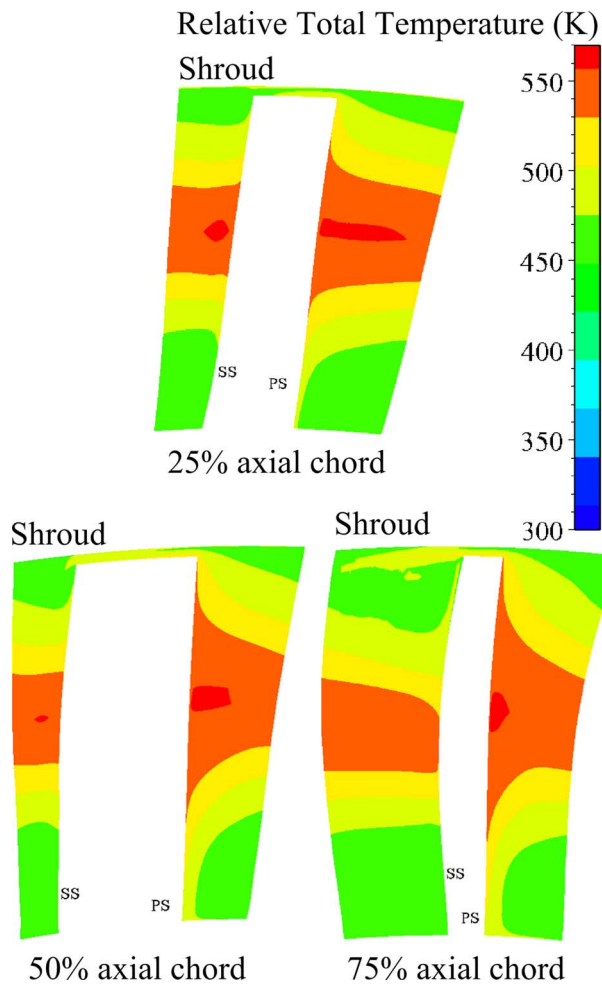 Relative Total Temperature (K)
Shroud
550
500
450
400
350
300
SS
PS
25% axial chord
Shroud
Shroud
SS
PS
SS
PS
50% axial chord
75% axial chord